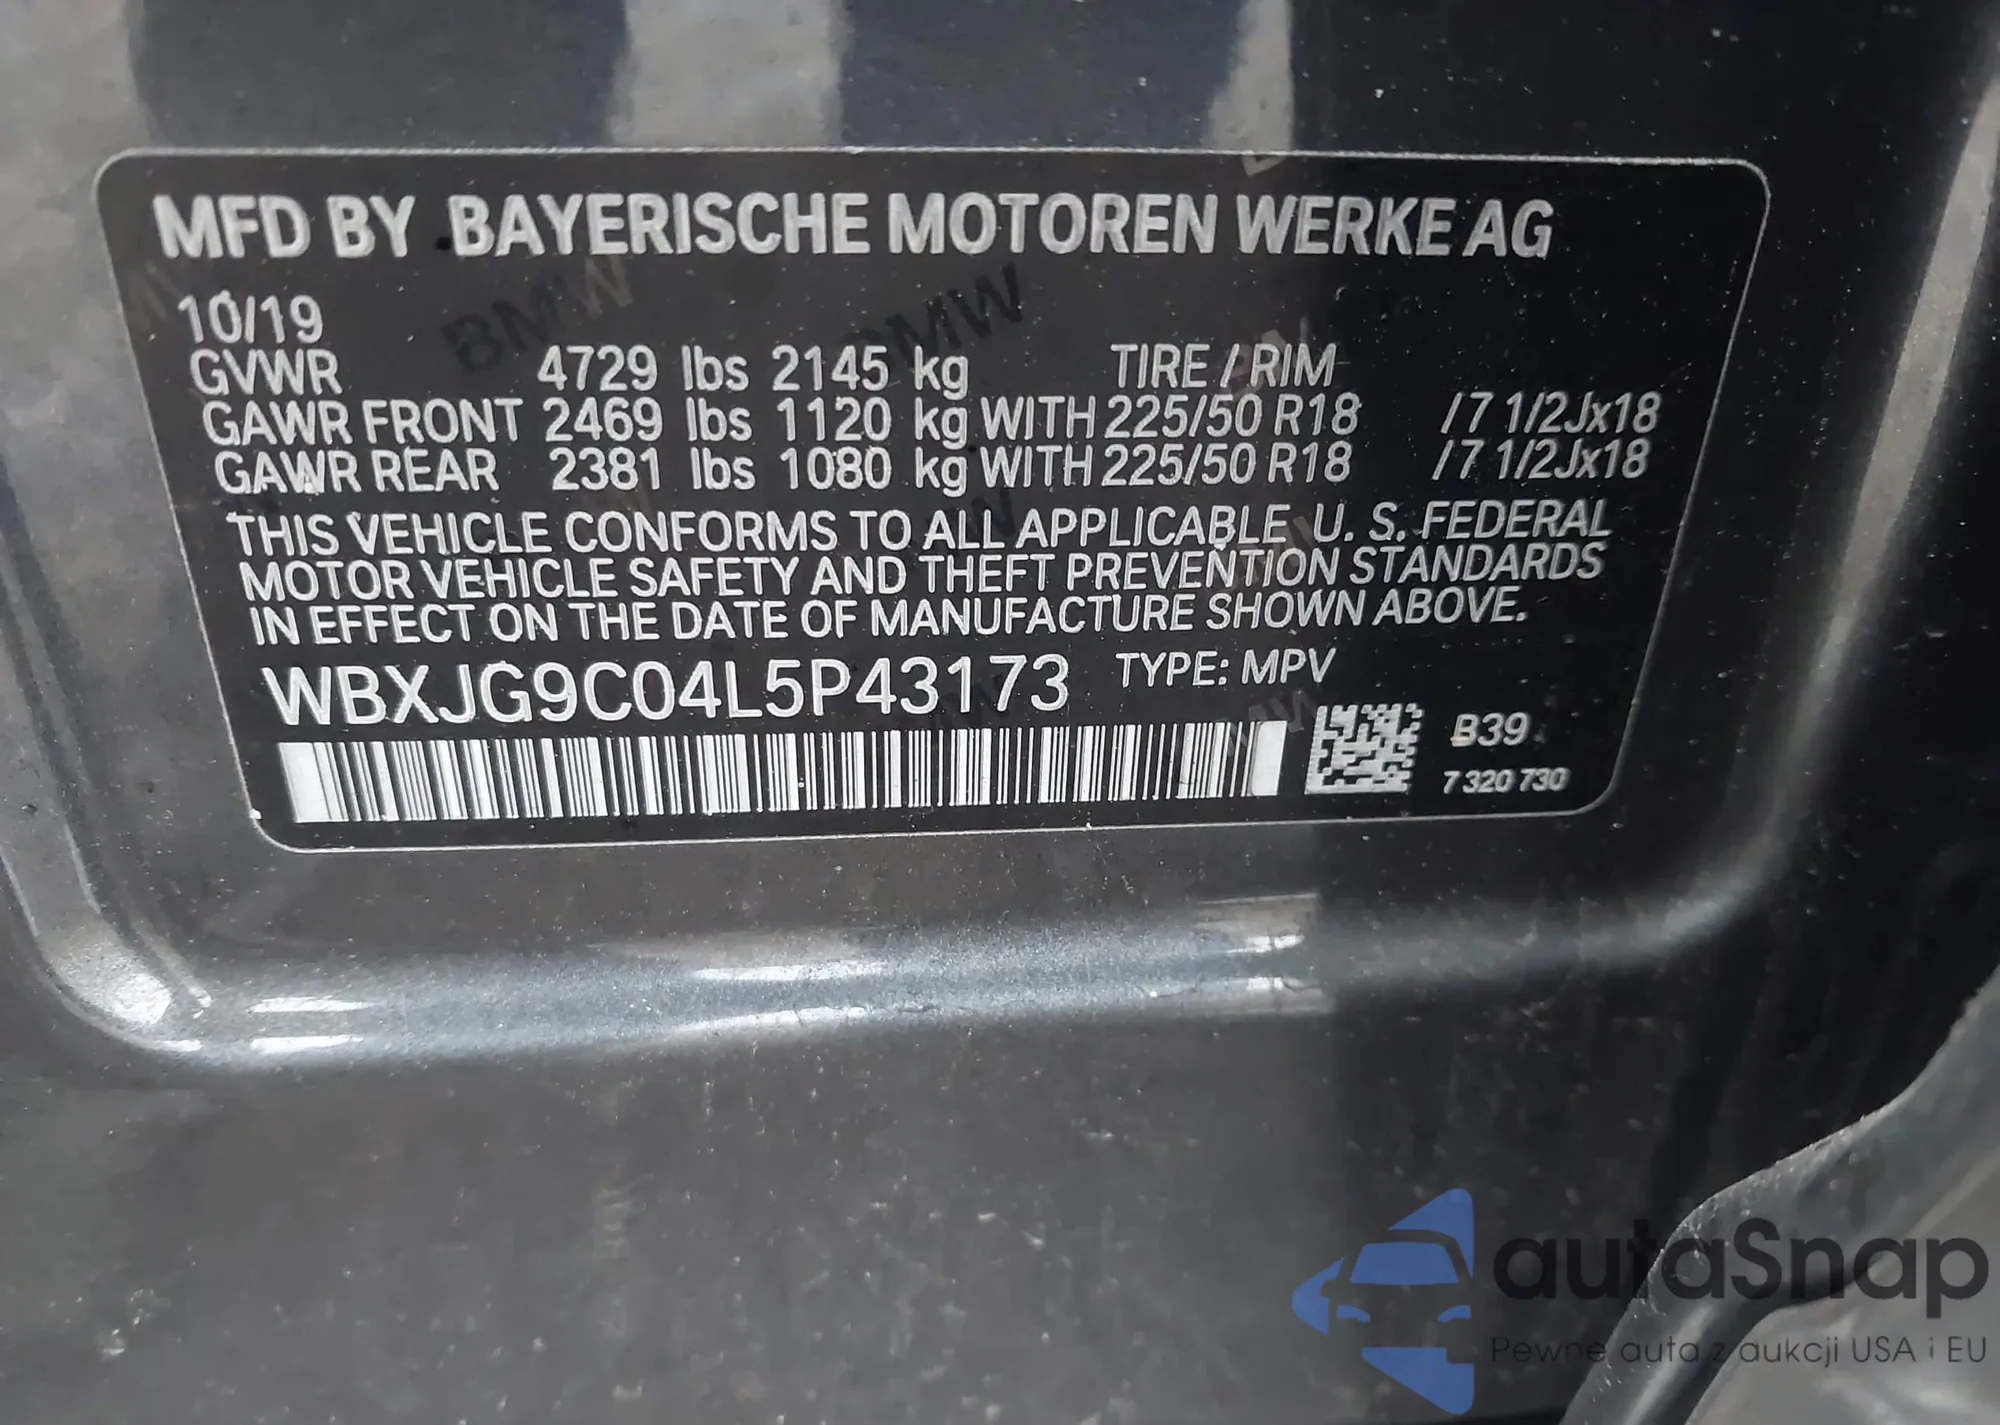 MFD BY BAYERISCHE MOTOREN WERKE AG
10/19
GVWR 4729 lbs 2145 kg TIRE / RIM
GAWR FRONT 2469 lbs 1120 kg WITH 225/50 R18 /7 1/2Jx18
GAWR REAR 2381 lbs 1080 kg WITH 225/50 R18 /7 1/2Jx18
THIS VEHICLE CONFORMS TO ALL APPLICABLE U. S. FEDERAL
MOTOR VEHICLE SAFETY AND THEFT PREVENTION STANDARDS
IN EFFECT ON THE DATE OF MANUFACTURE SHOWN ABOVE.
WBXJG9C04L5P43173 TYPE: MPV
B39
7 320 730
BMW BMW
autaSnap
Pewne auta z aukcji USA i EU